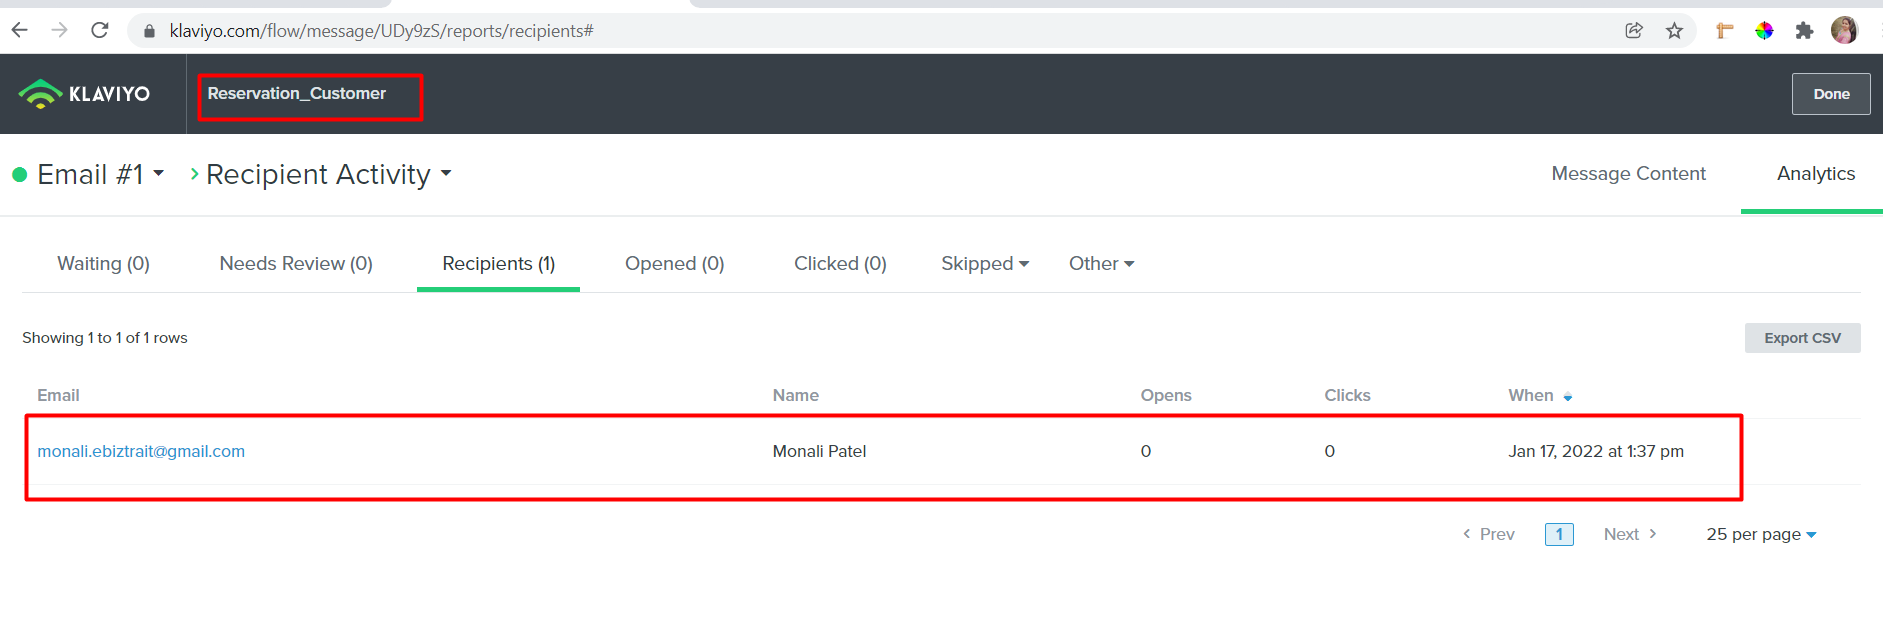 klaviyo.com/flow/message/UDy9zS/reports/recipients#
KLAVIYO
Reservation_Customer
Done
Email #1
Recipient Activity
Message Content
Analytics
Waiting (0)
Needs Review (0)
Recipients (1)
Opened (0)
Clicked (0)
Skipped
Other
Showing 1 to 1 of 1 rows
Export CSV
Email
Name
Opens
Clicks
When
monali.ebiztrait@gmail.com
Monali Patel
0
0
Jan 17, 2022 at 1:37 pm
Prev
1
Next
25 per page